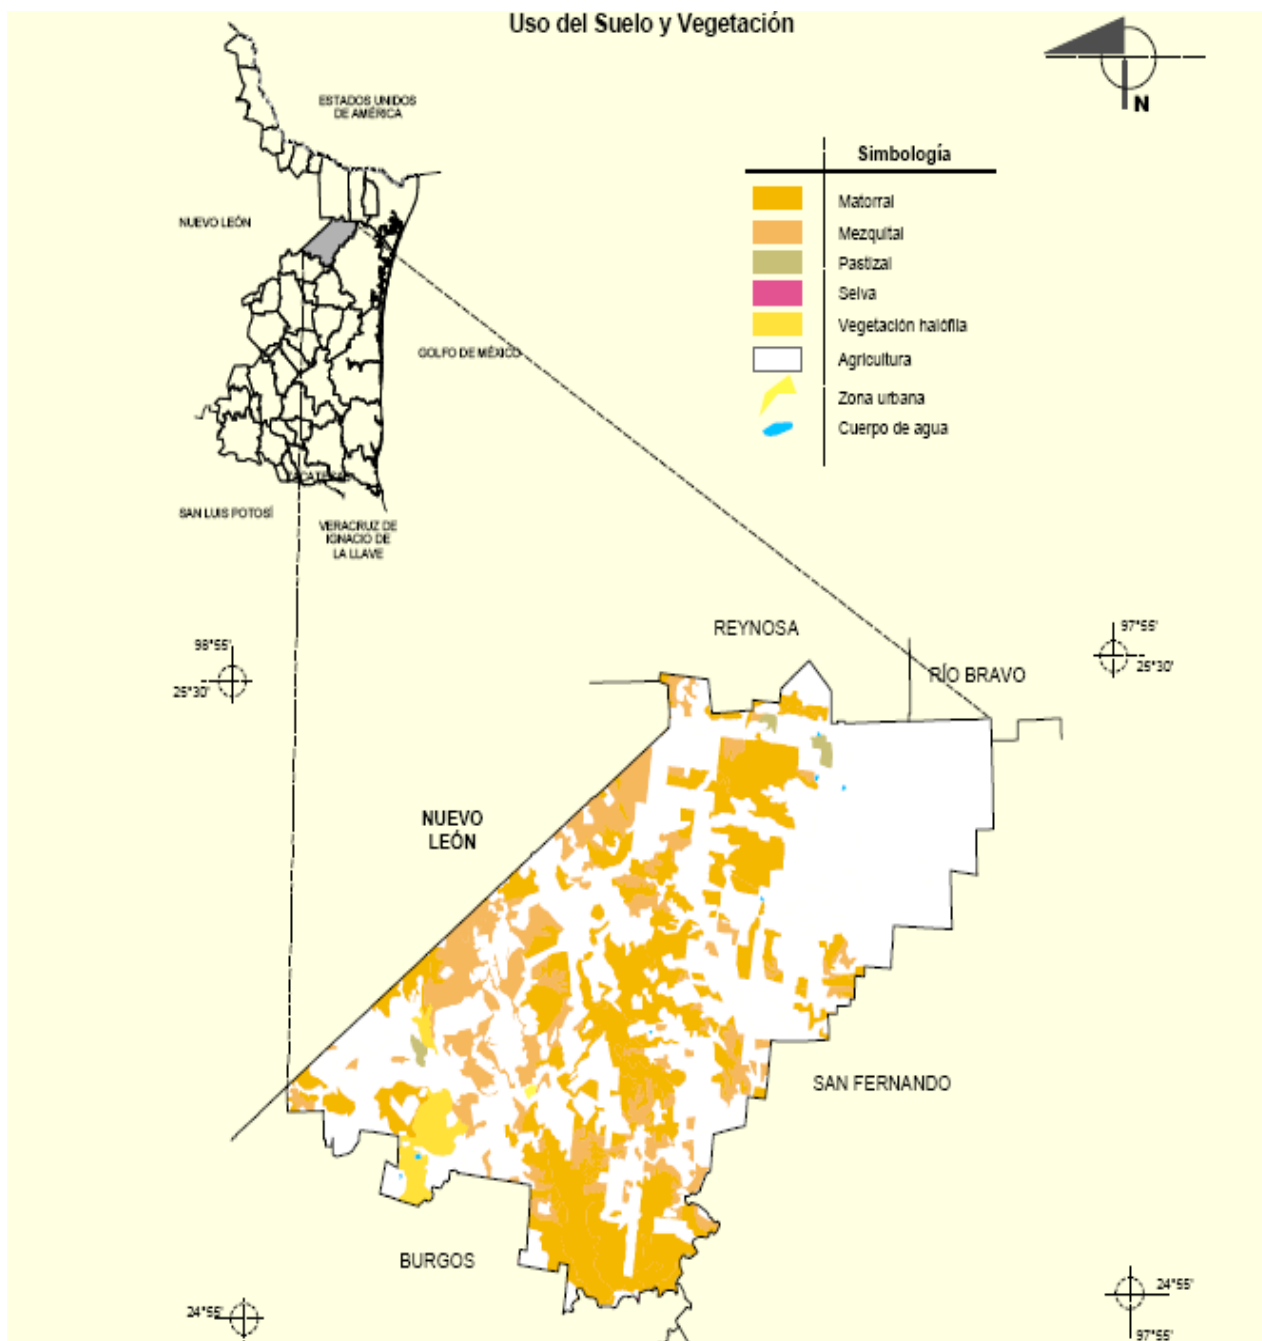 Uso del Suelo y Vegetación
N
ESTADOS UNIDOS
DE AMÉRICA
NUEVO LEÓN
GOLFO DE MÉXICO
SAN LUIS POTOSÍ
VERACRUZ DE
IGNACIO DE
LA LLAVE
Simbología
Matorral
Mezquital
Pastizal
Selva
Vegetación halófila
Agricultura
Zona urbana
Cuerpo de agua
98°55'
25°30'
97°55'
25°30'
REYNOSA
RÍO BRAVO
NUEVO
LEÓN
SAN FERNANDO
BURGOS
24°55'
24°55'
97°55'